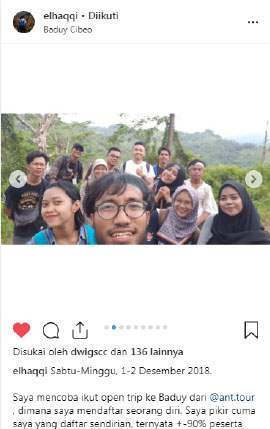 elhaqqi • Diikuti
Baduy Cibeo
Disukai oleh dwigscc dan 136 lainnya
elhaqqi Sabtu-Minggu, 1-2 Desember 2018.
Saya mencoba ikut open trip ke Baduy dari @ant.tour
, dimana saya mendaftar seorang diri. Saya pikir cuma
saya yang daftar sendirian, ternyata +-90% peserta